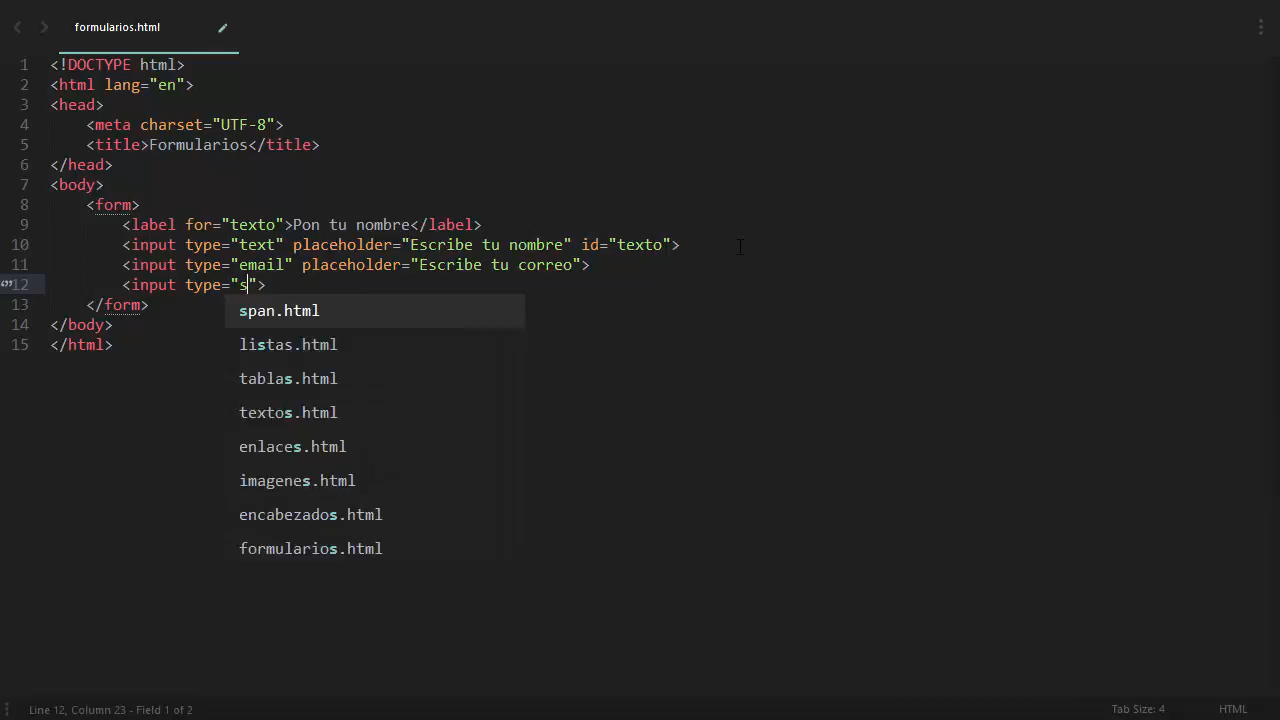 formularios.html
1 <!DOCTYPE html>
2 <html lang="en">
3 <head>
4 <meta charset="UTF-8">
5 <title>Formularios</title>
6 </head>
7 <body>
8 <form>
9 <label for="texto">Pon tu nombre</label>
10 <input type="text" placeholder="Escribe tu nombre" id="texto">
11 <input type="email" placeholder="Escribe tu correo">
12 <input type="s">
13 </form>
14 </body>
15 </html>
span.html
listas.html
tablas.html
textos.html
enlaces.html
imagenes.html
encabezados.html
formularios.html
Line 12, Column 23 - Field 1 of 2
Tab Size: 4
HTML